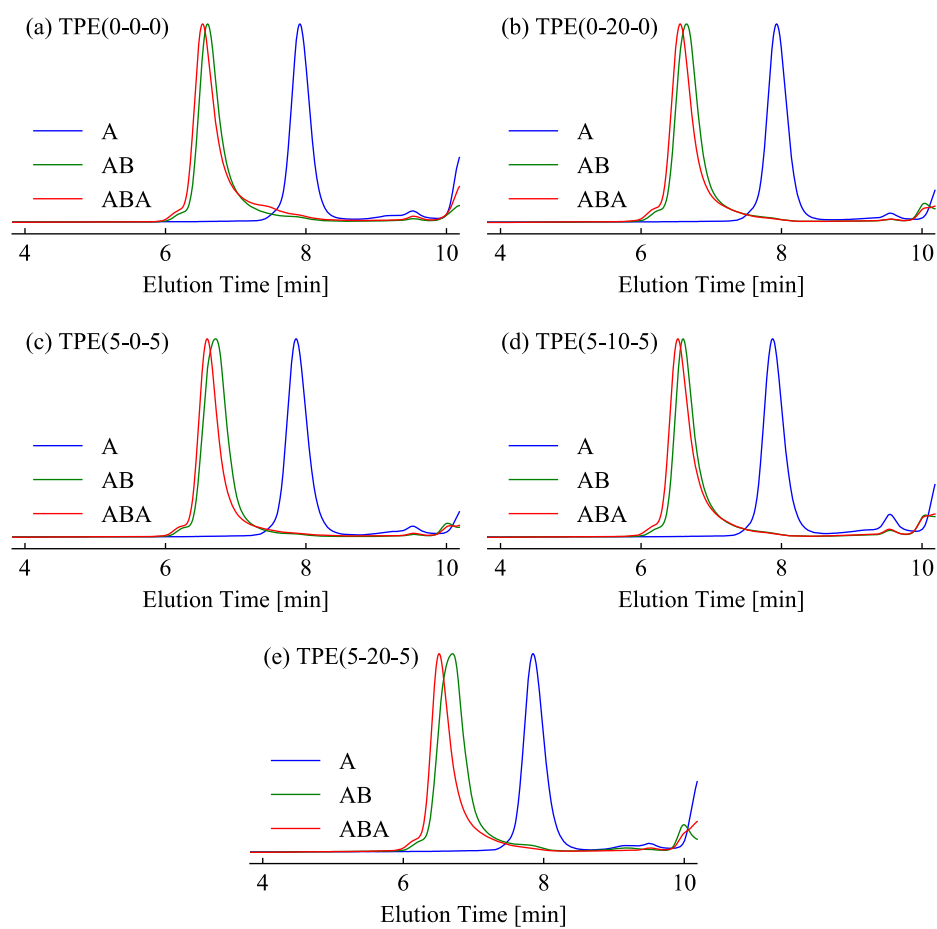 (a) TPE(0-0-0)
A
AB
ABA
4 6 8 10
Elution Time [min]
(b) TPE(0-20-0)
A
AB
ABA
4 6 8 10
Elution Time [min]
(c) TPE(5-0-5)
A
AB
ABA
4 6 8 10
Elution Time [min]
(d) TPE(5-10-5)
A
AB
ABA
4 6 8 10
Elution Time [min]
(e) TPE(5-20-5)
A
AB
ABA
4 6 8 10
Elution Time [min]